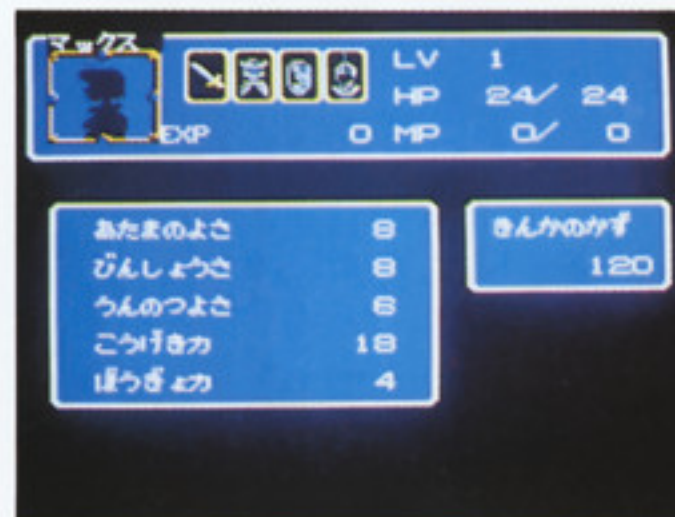 マックス
LV 1
HP 24/ 24
EXP 0 MP 0/ 0
あたまのよさ 8
びんしょうさ 8
うんのつよさ 6
こうげき力 18
ぼうぎょ力 4
きんかのかず
120